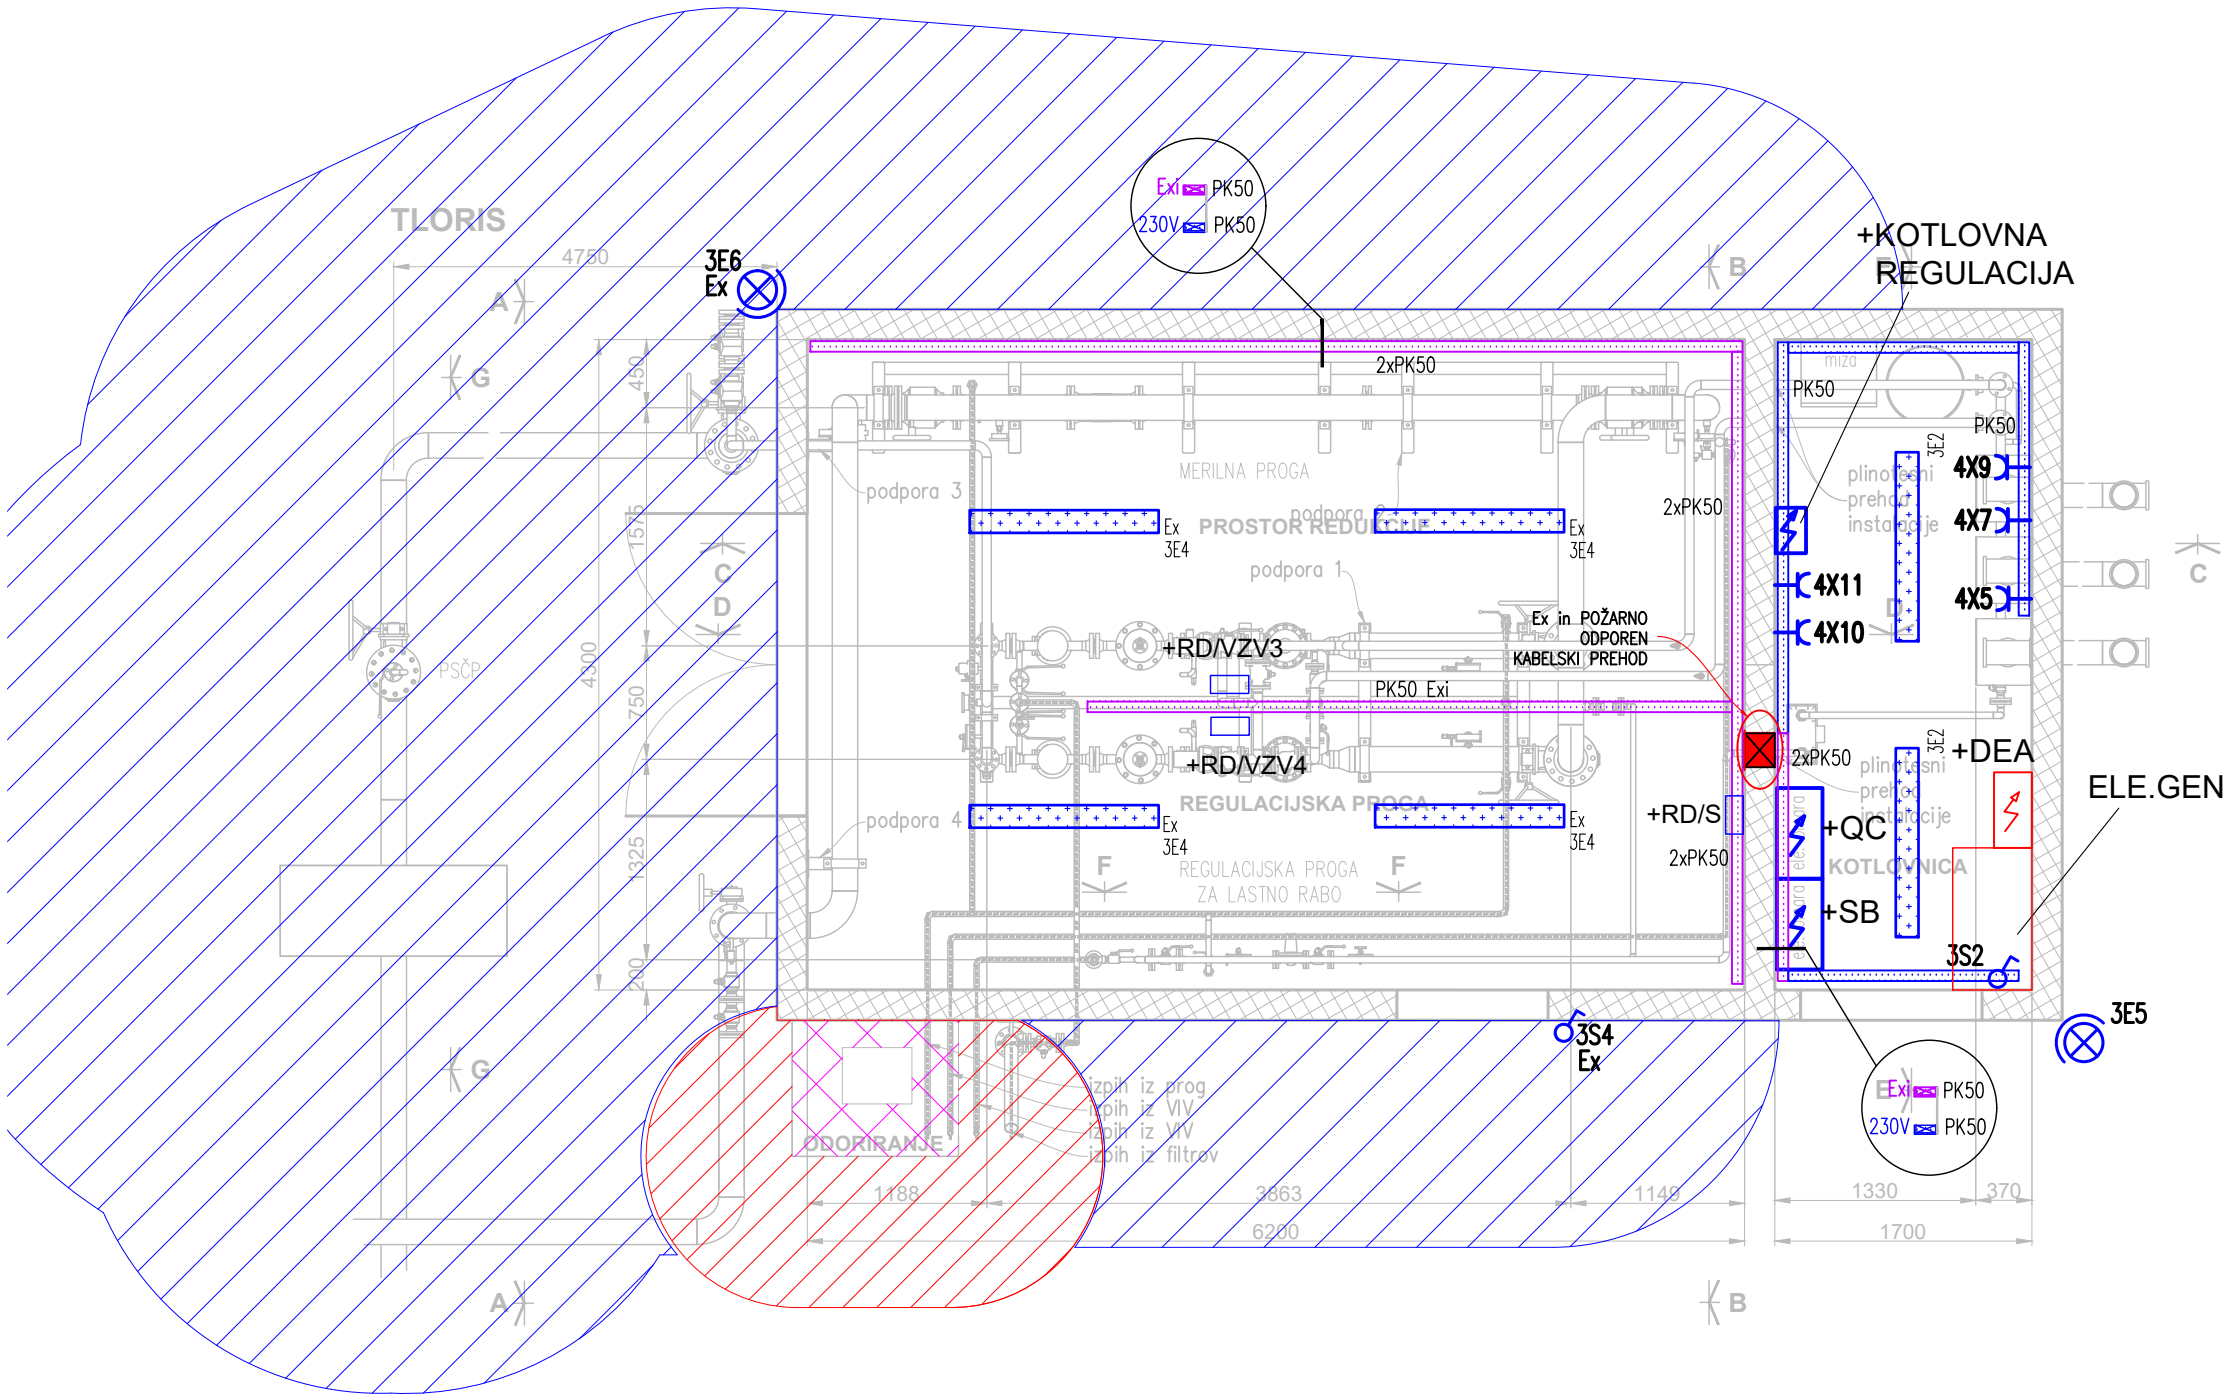 TLORIS
4750
3E6
Ex
A
G
Exi PK50
230V PK50
B
+KOTLOVNA
REGULACIJA
450
1575
4300
750
1325
200
2xPK50
miza
PK50
PK50
3E2
MERILNA PROGA
podpora 3
PROSTOR REDUKCIJE
Ex
3E4
Ex
3E4
2xPK50
plinotesni
prehod
instalacije
4X9
4X7
4X5
4X11
4X10
C
D
C
D
podpora 1
Ex in POŽARNO
ODPOREN
KABELSKI PREHOD
+RD/VZV3
PSČP
PK50 Exi
+RD/VZV4
REGULACIJSKA PROGA
podpora 4
Ex
3E4
Ex
3E4
2xPK50
3E2
+DEA
plinotesni
prehod
instalacije
ELE.GEN
+RD/S
+QC
2xPK50
KOTLOVNICA
F
F
REGULACIJSKA PROGA
ZA LASTNO RABO
+SB
3S2
3S4
Ex
3E5
G
izpih iz prog
izpih iz VIV
izpih iz VIV
izpih iz filtrov
ODORIRANJE
E
Exi PK50
230V PK50
1188
3863
1149
1330
370
6200
1700
A
B